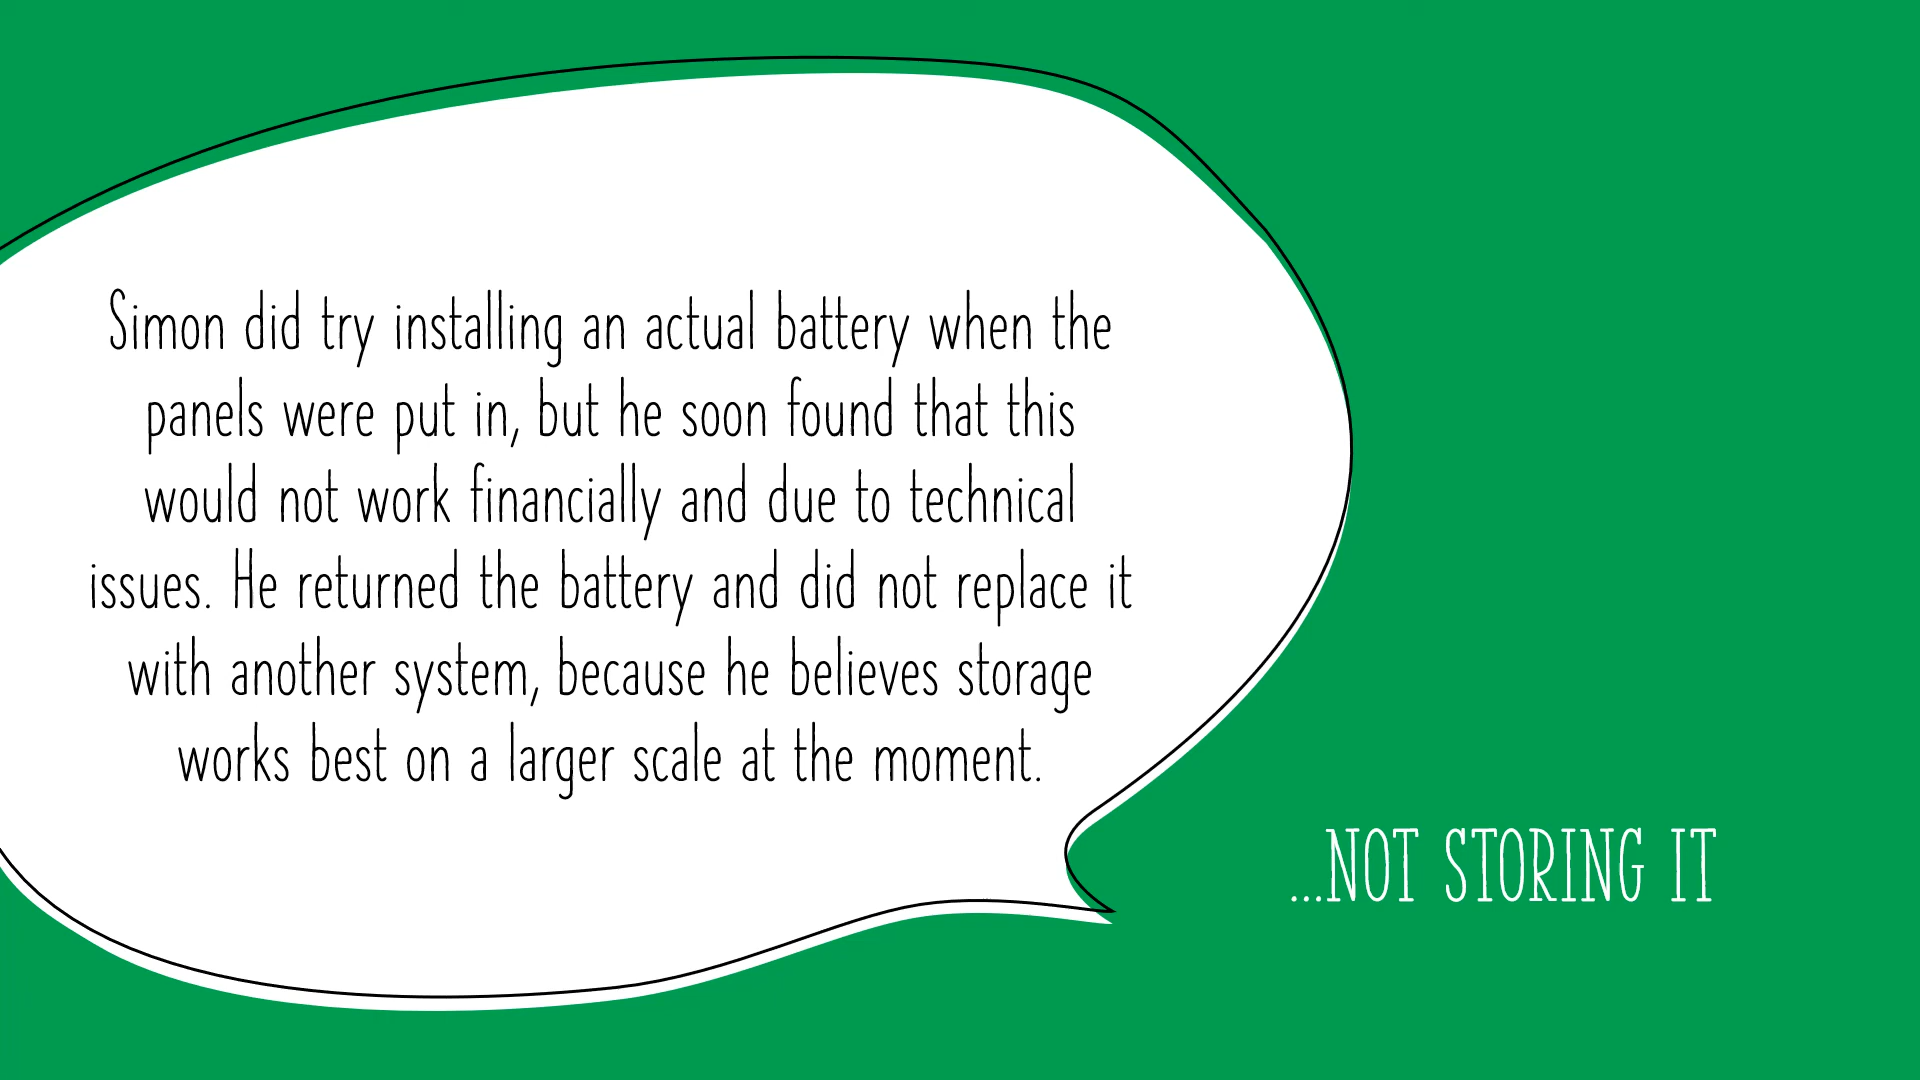 Simon did try installing an actual battery when the
panels were put in, but he soon found that this
would not work financially and due to technical
issues. He returned the battery and did not replace it
with another system, because he believes storage
works best on a larger scale at the moment.
...NOT STORING IT